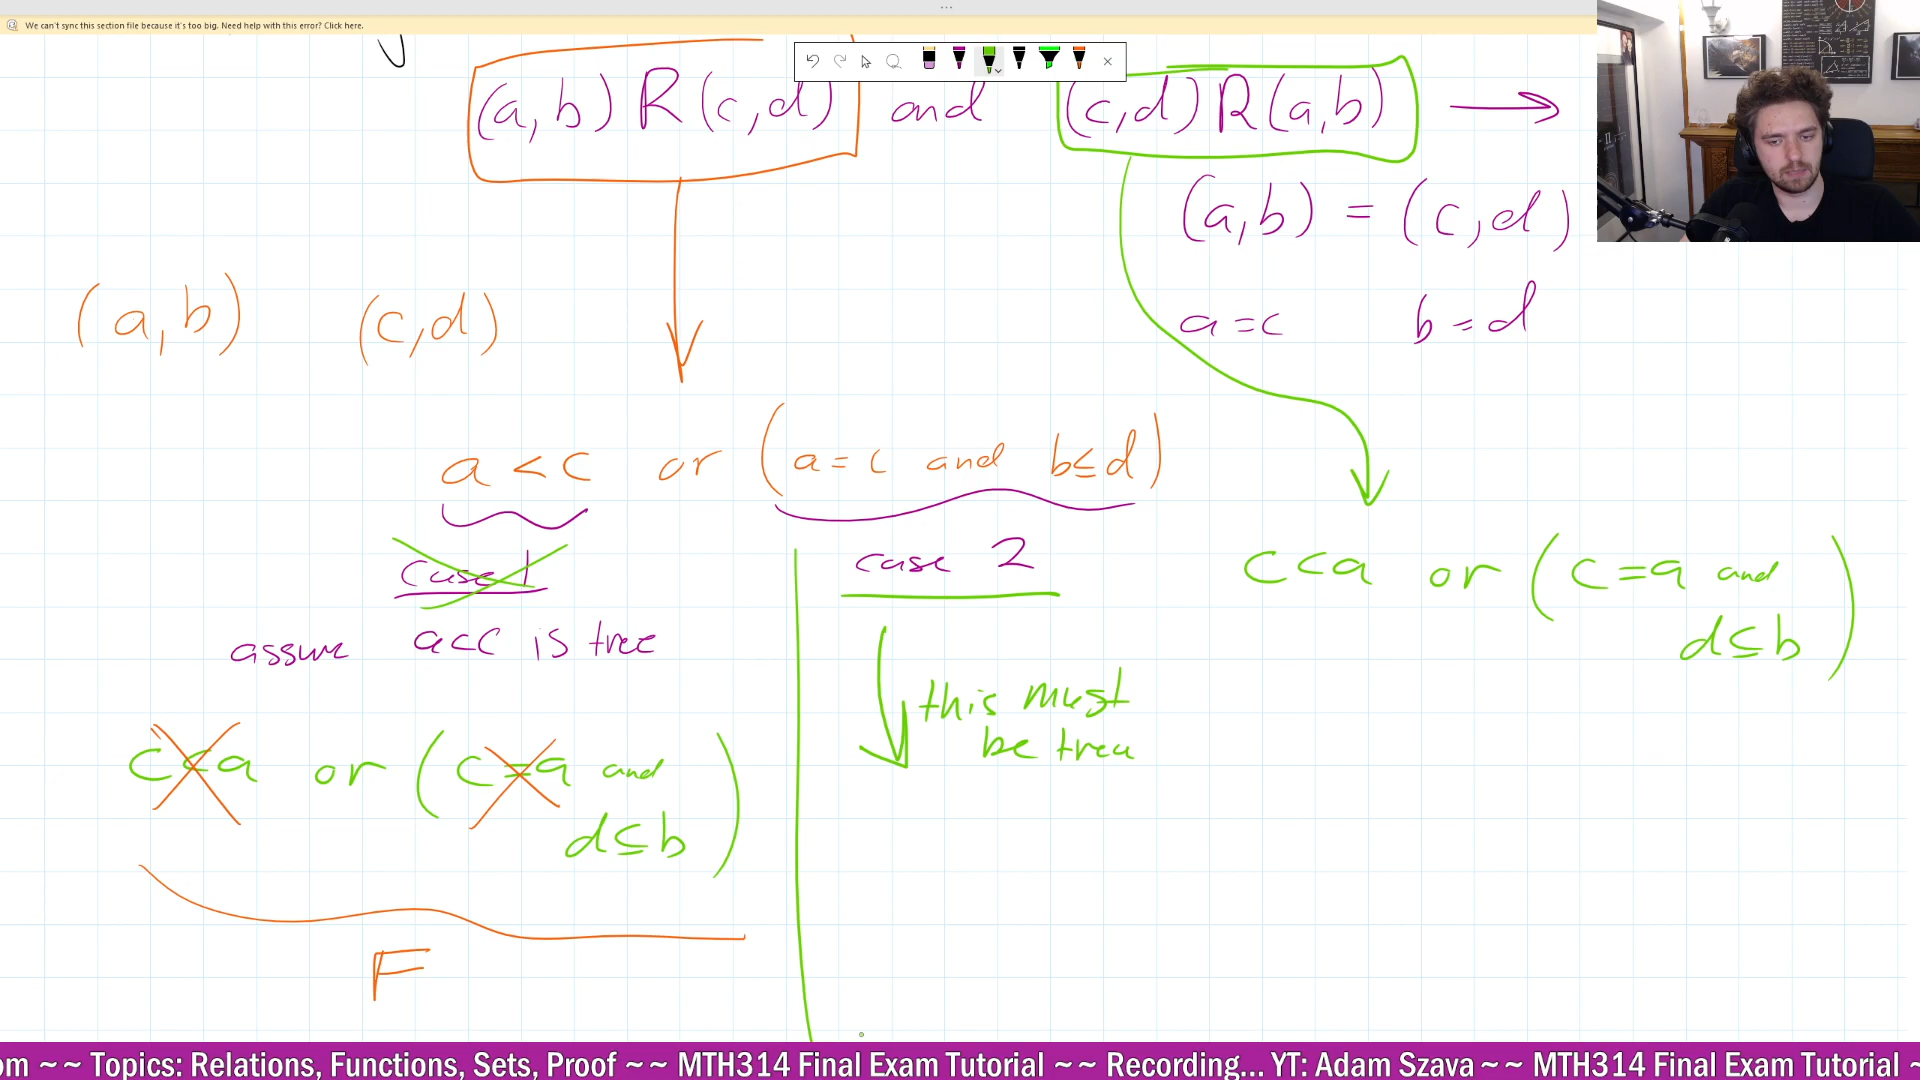 We can't sync this section file because it's too big. Need help with this error? Click here.
(a,b) R (c,d) and (c,d) R (a,b) →
(a,b) = (c,d)
(a,b) (c,d)
a=c b=d
a < c or (a=c and b≤d)
case 1
case 2
c<a or (c=a and
d≤b)
assume a<c is true
this must
be true
c<a or (c=a and
d≤b)
F
om ~~ Topics: Relations, Functions, Sets, Proof ~~ MTH314 Final Exam Tutorial ~~ Recording... YT: Adam Szava ~~ MTH314 Final Exam Tutorial ~